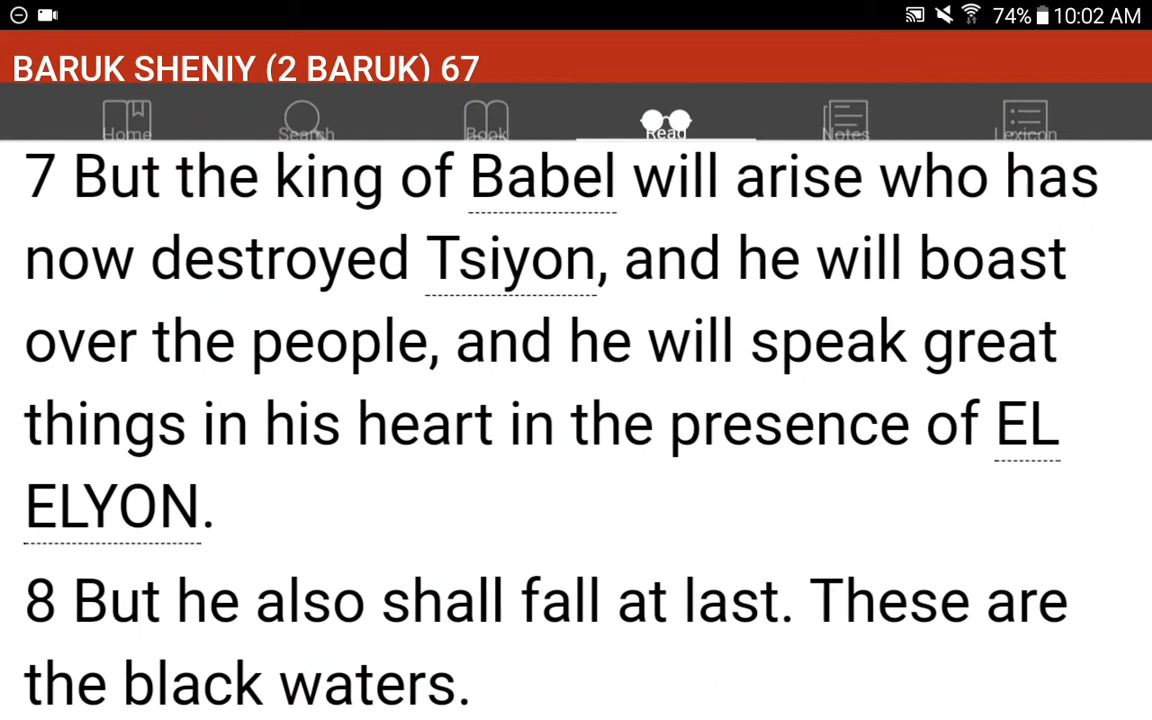 74% 10:02 AM
BARUK SHENIY (2 BARUK) 67
Home Search Book Read Notes Lexicon
7 But the king of Babel will arise who has
now destroyed Tsiyon, and he will boast
over the people, and he will speak great
things in his heart in the presence of EL
ELYON.
8 But he also shall fall at last. These are
the black waters.